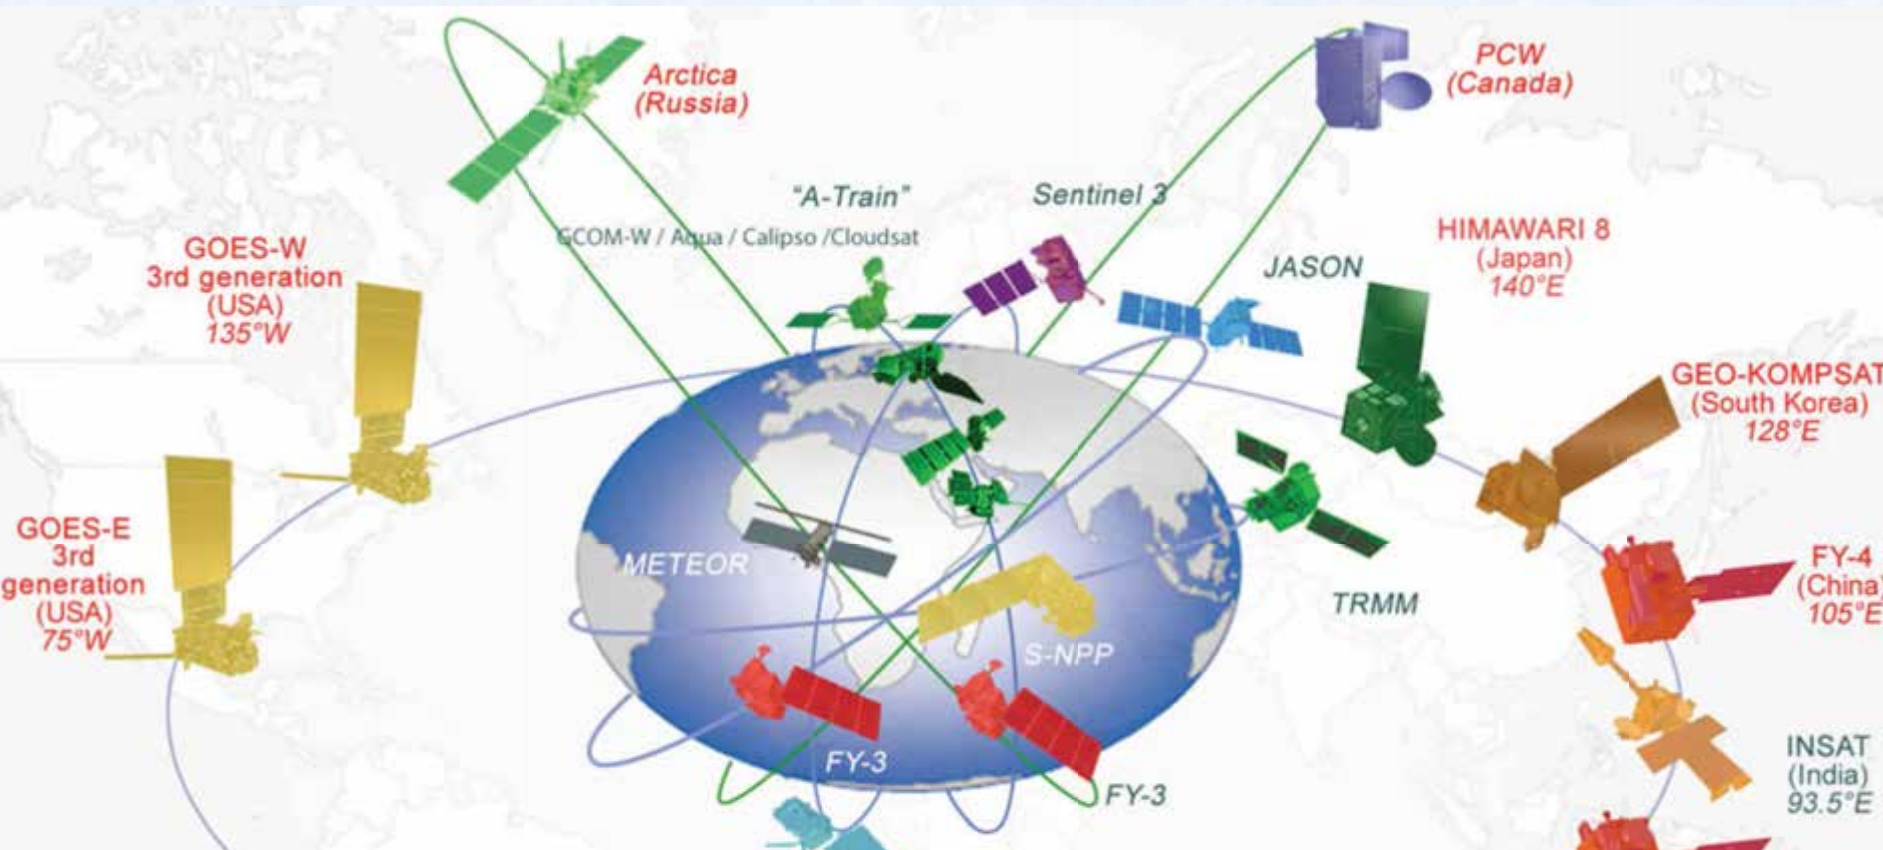 Arctica
(Russia)
PCW
(Canada)
"A-Train"
GCOM-W / Aqua / Calipso /Cloudsat
Sentinel 3
JASON
HIMAWARI 8
(Japan)
140°E
GOES-W
3rd generation
(USA)
135°W
GEO-KOMPSAT
(South Korea)
128°E
GOES-E
3rd
generation
(USA)
75°W
METEOR
TRMM
FY-4
(China)
105°E
S-NPP
FY-3
FY-3
INSAT
(India)
93.5°E